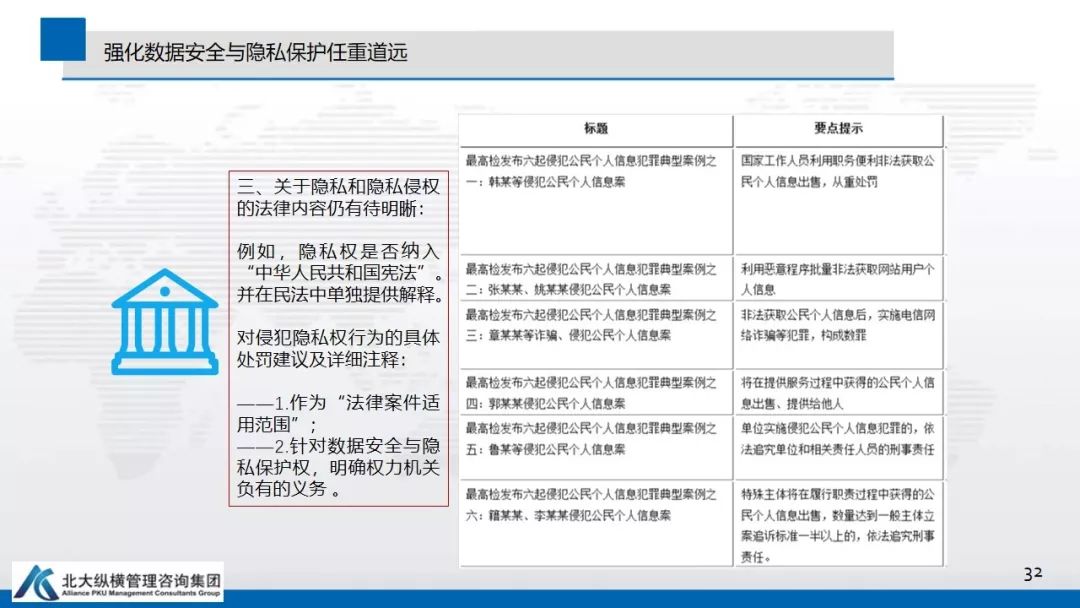 强化数据安全与隐私保护任重道远
三、关于隐私和隐私侵权
的法律内容仍有待明晰：
例如，隐私权是否纳入
“中华人民共和国宪法”。
并在民法中单独提供解释。
对侵犯隐私权行为的具体
处罚建议及详细注释：
——1.作为“法律案件适
用范围”；
——2.针对数据安全与隐
私保护权，明确权力机关
负有的义务 。
标题
要点提示
最高检发布六起侵犯公民个人信息犯罪典型案例之
一：韩某等侵犯公民个人信息案
国家工作人员利用职务便利非法获取公
民个人信息出售，从重处罚
最高检发布六起侵犯公民个人信息犯罪典型案例之
二：张某某、姚某某侵犯公民个人信息案
利用恶意程序批量非法获取网站用户个
人信息
最高检发布六起侵犯公民个人信息犯罪典型案例之
三：章某某等诈骗、侵犯公民个人信息案
非法获取公民个人信息后，实施电信网
络诈骗等犯罪，构成数罪
最高检发布六起侵犯公民个人信息犯罪典型案例之
四：郭某某侵犯公民个人信息案
将在提供服务过程中获得的公民个人信
息出售、提供给他人
最高检发布六起侵犯公民个人信息犯罪典型案例之
五：鲁某等侵犯公民个人信息案
单位实施侵犯公民个人信息犯罪的，依
法追究单位和相关责任人员的刑事责任
最高检发布六起侵犯公民个人信息犯罪典型案例之
六：籍某某、李某某侵犯公民个人信息案
特殊主体将在履行职责过程中获得的公
民个人信息出售，数量达到一般主体立
案追诉标准一半以上的，依法追究刑事
责任。
北大纵横管理咨询集团
Alliance PKU Management Consultants Group
32